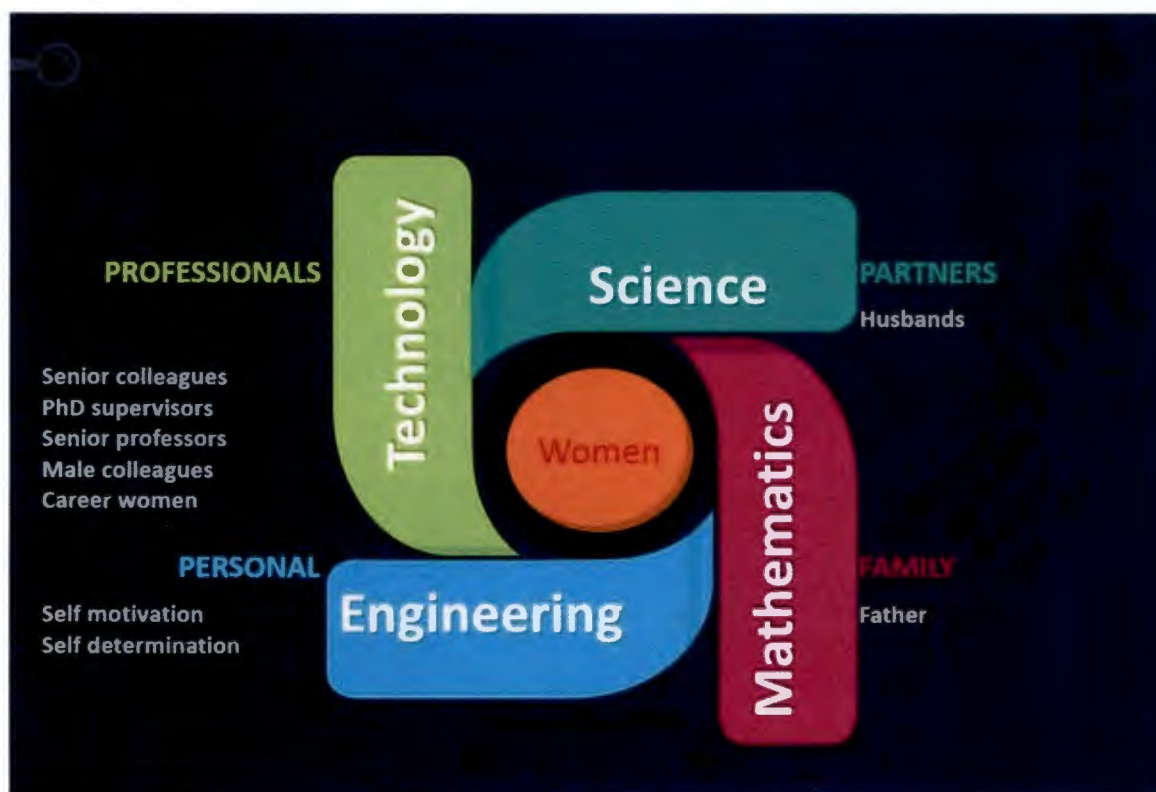 PROFESSIONALS
Senior colleagues
PhD supervisors
Senior professors
Male colleagues
Career women
Technology
Science
PARTNERS
Husbands
Women
PERSONAL
Self motivation
Self determination
Engineering
Mathematics
FAMILY
Father